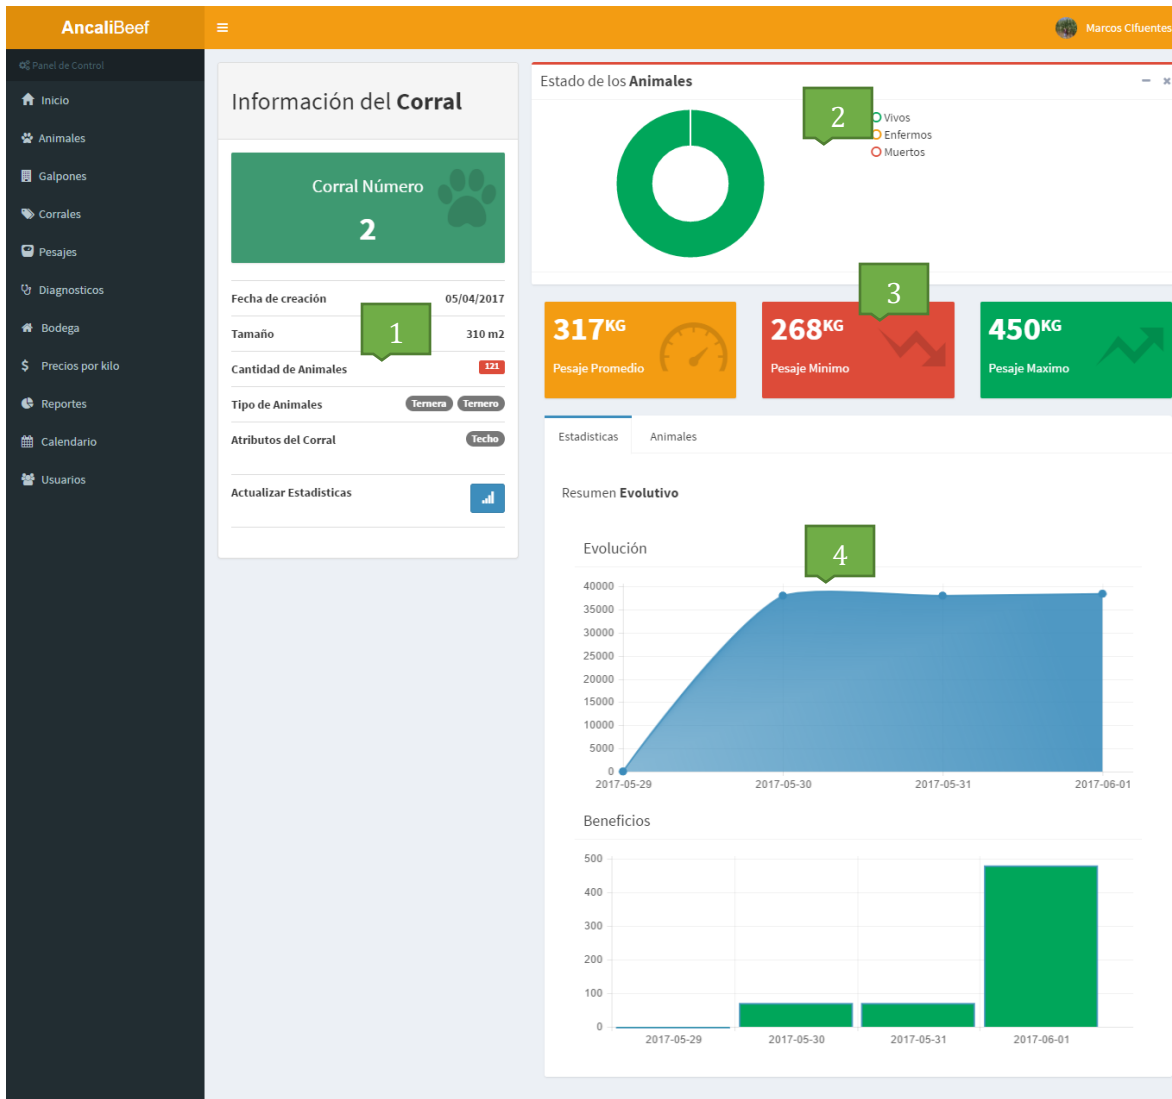 AncaliBeef
Marcos CIfuentes
Panel de Control
Inicio
Animales
Galpones
Corrales
Pesajes
Diagnosticos
Bodega
$ Precios por kilo
Reportes
Calendario
Usuarios
Información del Corral
Corral Número
2
Fecha de creación 05/04/2017
Tamaño 310 m2
1
Cantidad de Animales 121
Tipo de Animales Ternera Ternero
Atributos del Corral Techo
Actualizar Estadisticas
Estado de los Animales
2
Vivos
Enfermos
Muertos
3
317KG
Pesaje Promedio
268KG
Pesaje Minimo
450KG
Pesaje Maximo
Estadisticas Animales
Resumen Evolutivo
Evolución
4
40000
35000
30000
25000
20000
15000
10000
5000
0
2017-05-29 2017-05-30 2017-05-31 2017-06-01
Beneficios
500
400
300
200
100
0
2017-05-29 2017-05-30 2017-05-31 2017-06-01